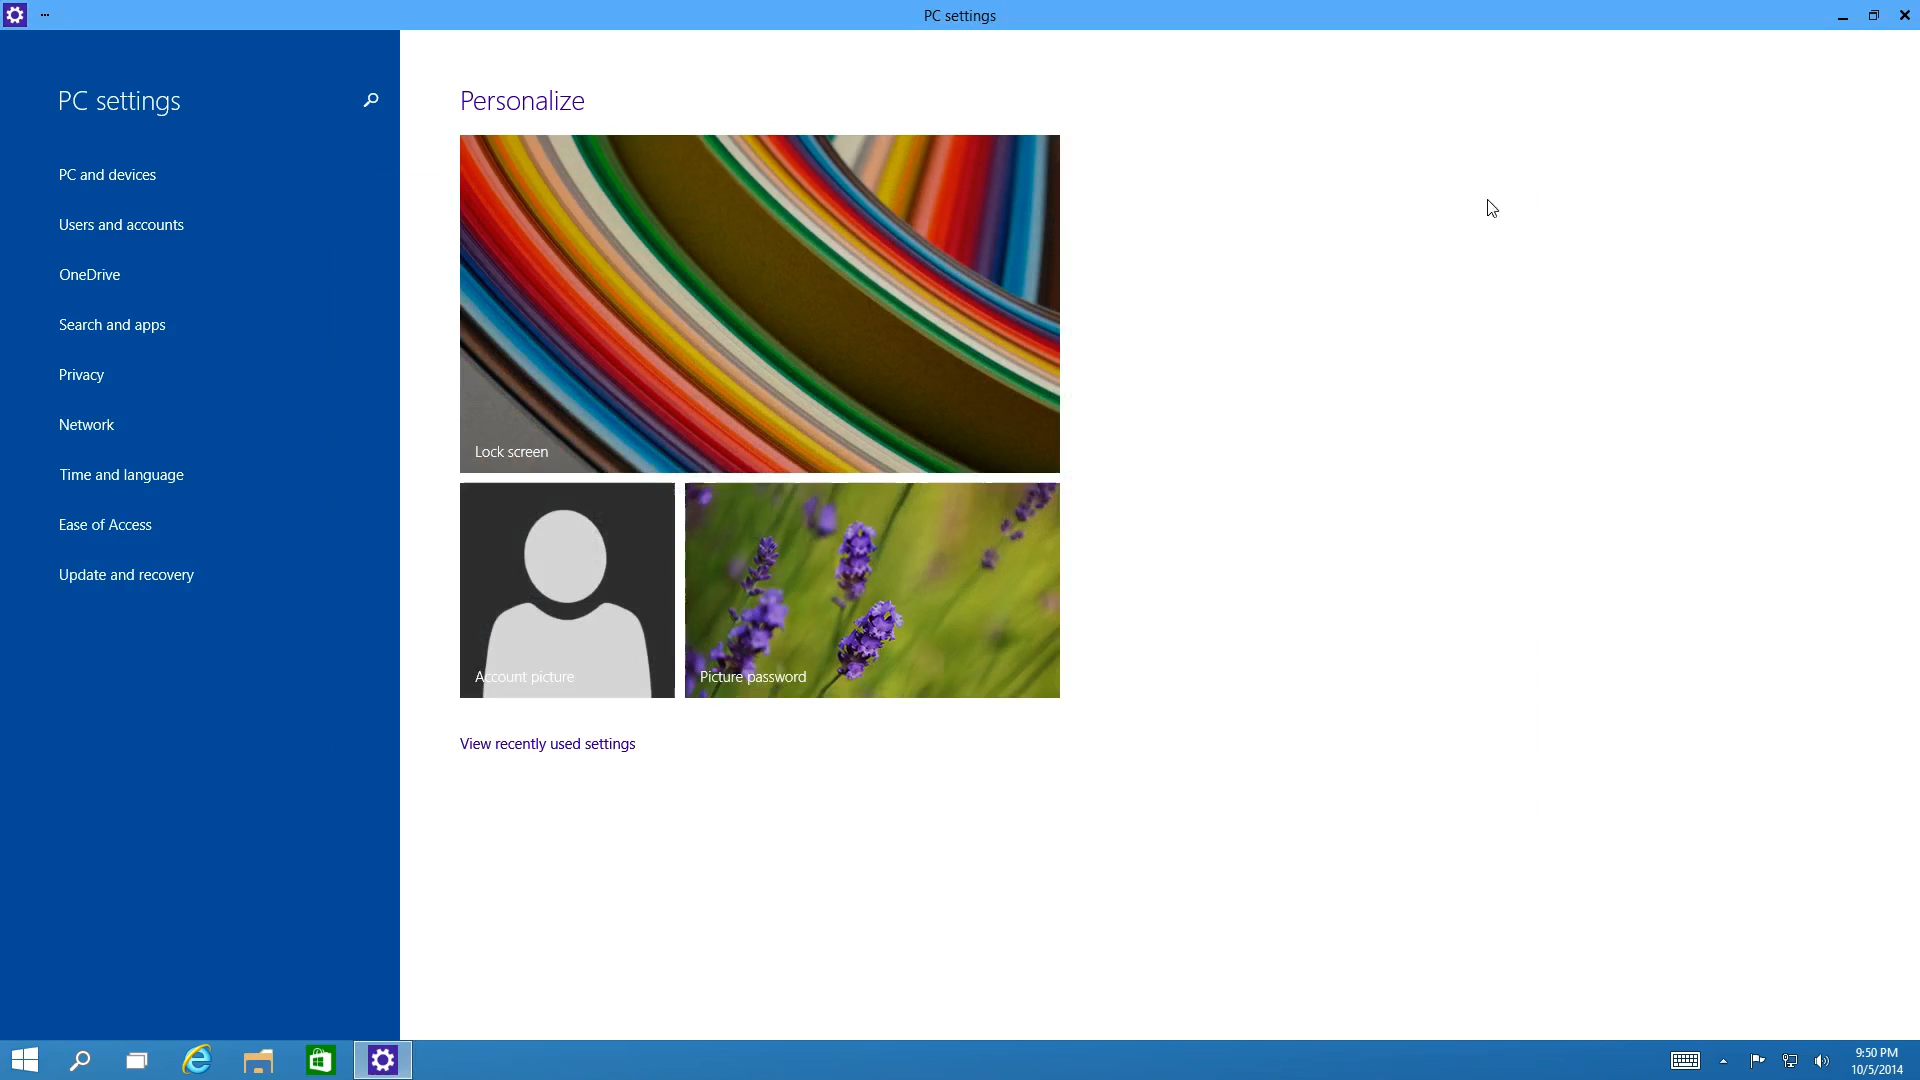 PC settings
PC settings
PC and devices
Users and accounts
OneDrive
Search and apps
Privacy
Network
Time and language
Ease of Access
Update and recovery
Personalize
Lock screen
Account picture
Picture password
View recently used settings
9:50 PM
10/5/2014